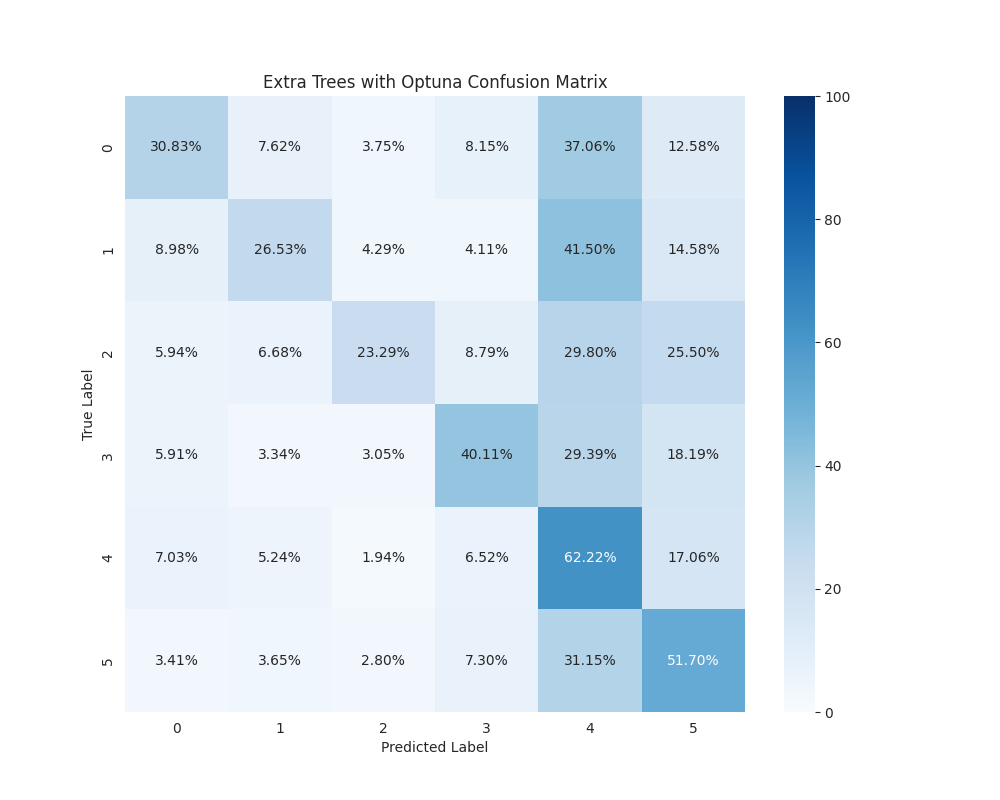 Extra Trees with Optuna Confusion Matrix
0 30.83% 7.62% 3.75% 8.15% 37.06% 12.58%
1 8.98% 26.53% 4.29% 4.11% 41.50% 14.58%
2 5.94% 6.68% 23.29% 8.79% 29.80% 25.50%
3 5.91% 3.34% 3.05% 40.11% 29.39% 18.19%
4 7.03% 5.24% 1.94% 6.52% 62.22% 17.06%
5 3.41% 3.65% 2.80% 7.30% 31.15% 51.70%
0 1 2 3 4 5
Predicted Label
True Label
100
80
60
40
20
0